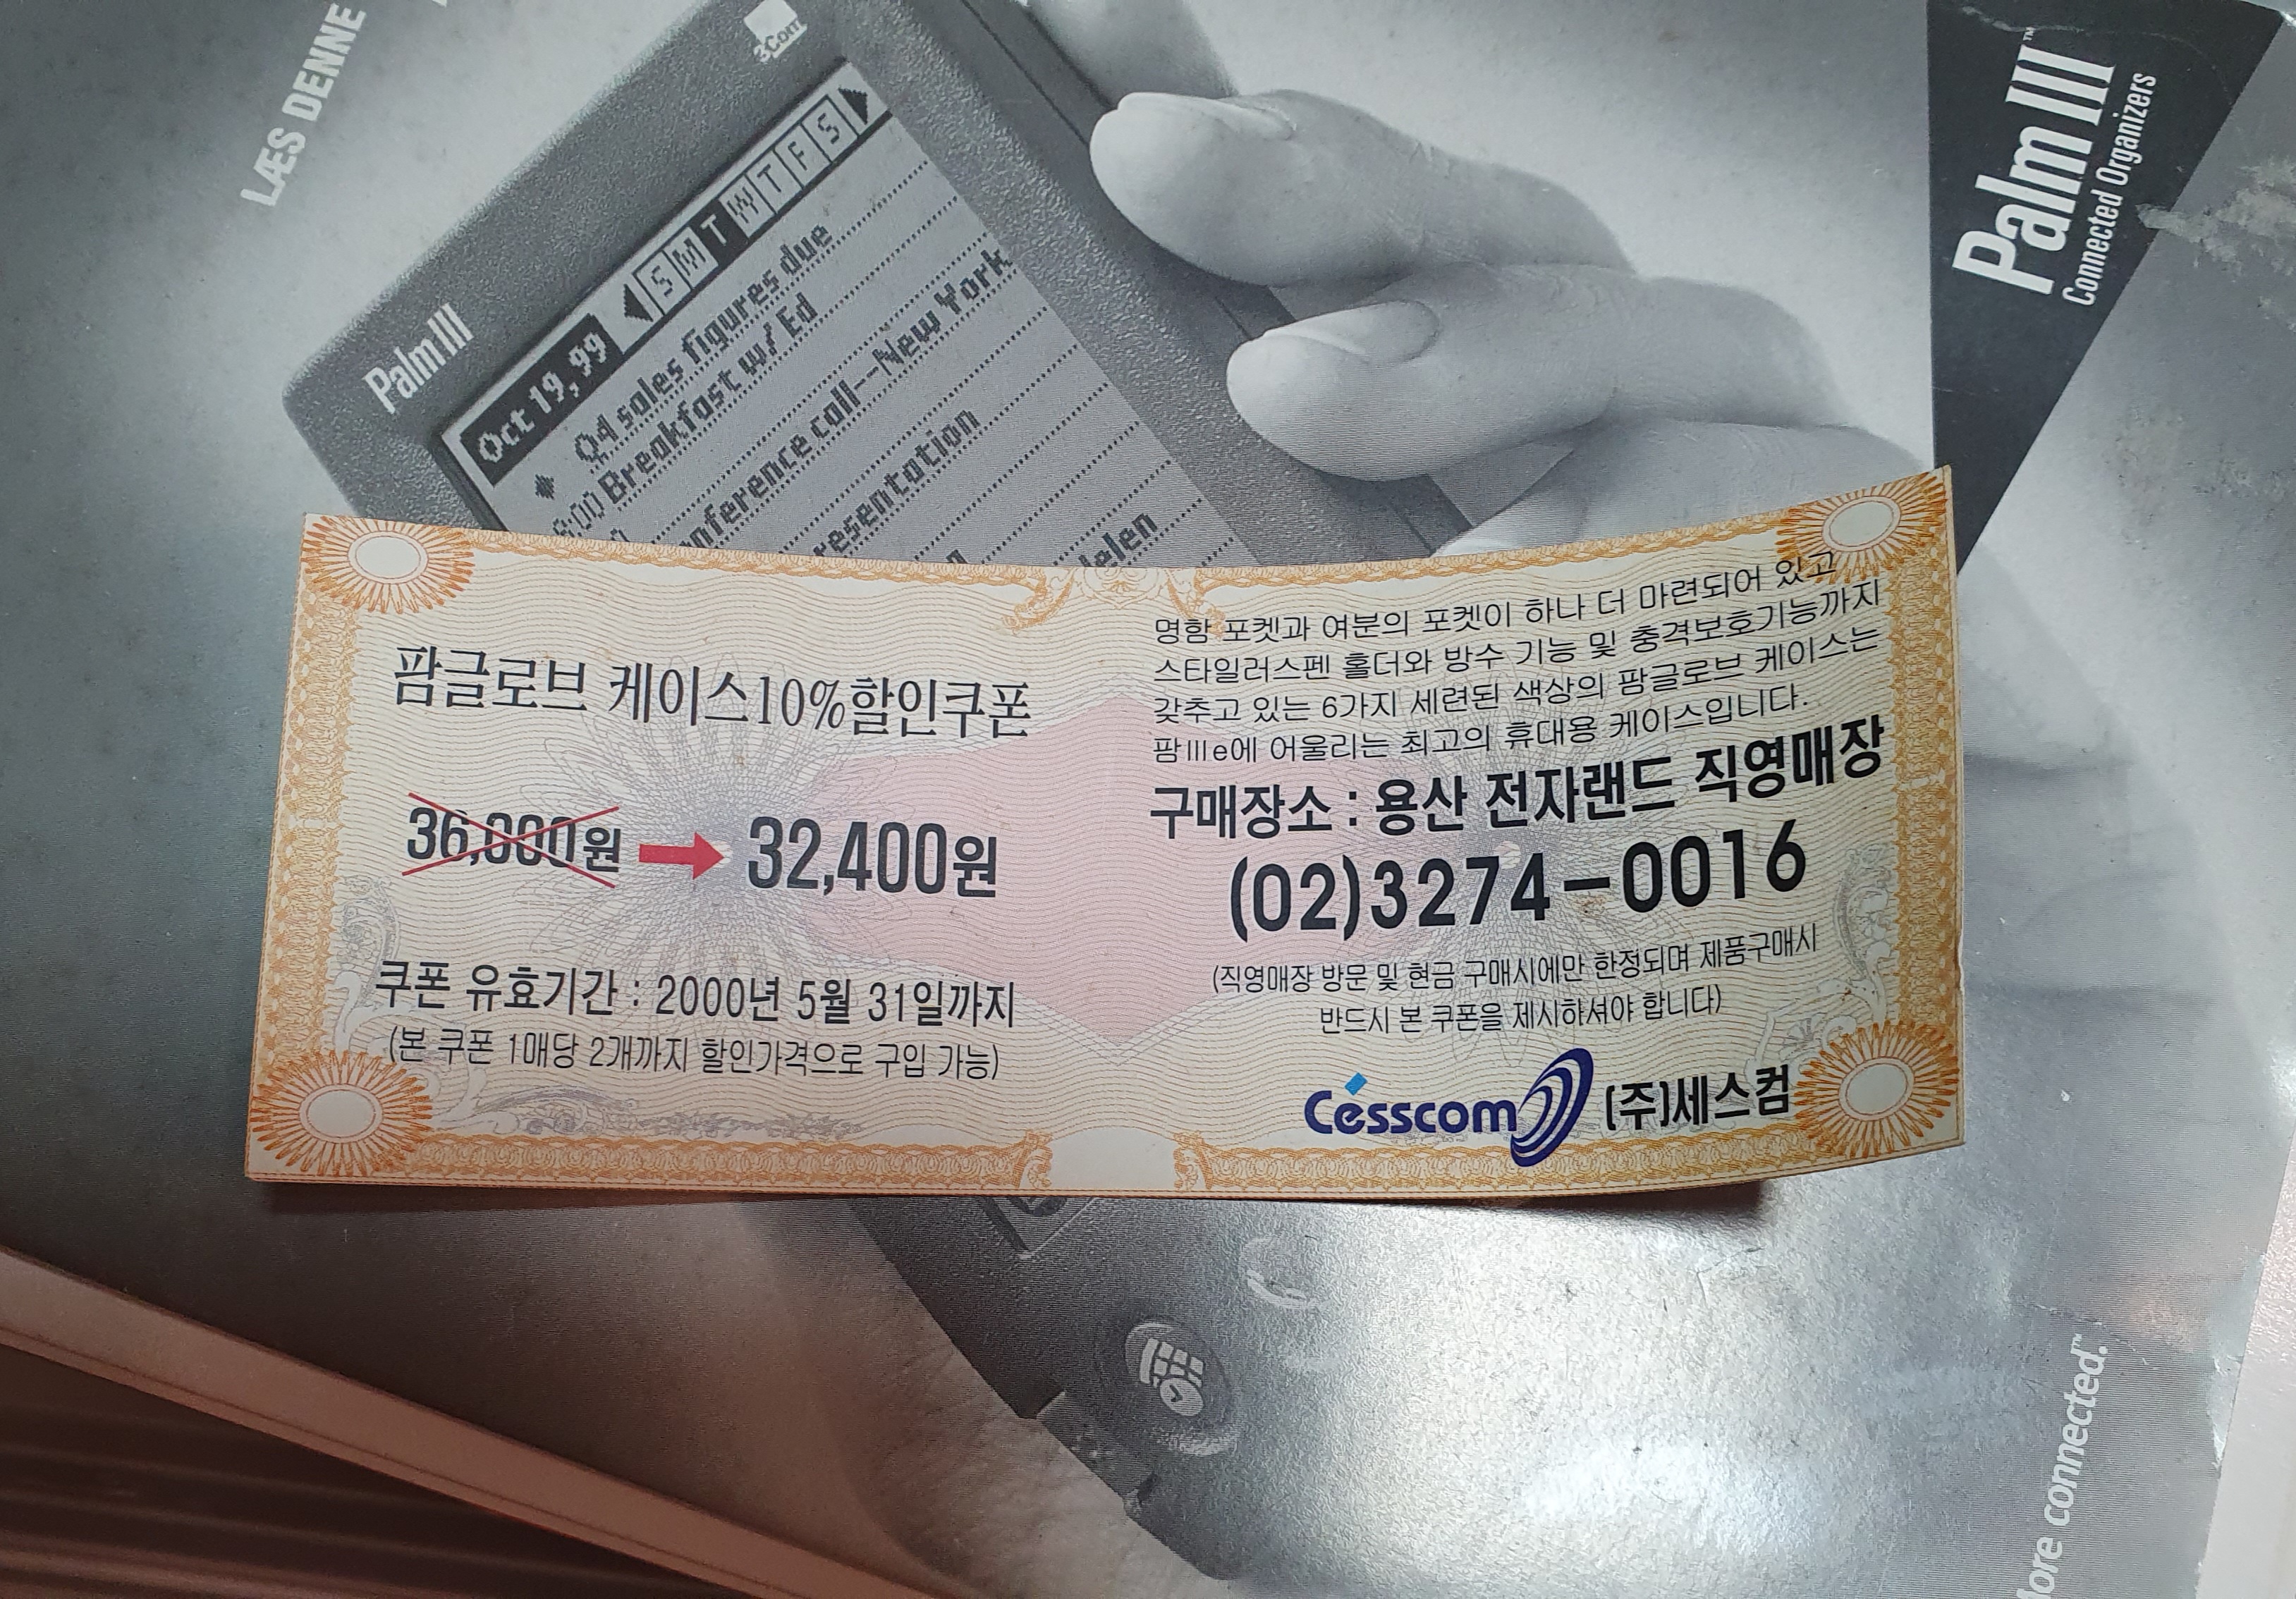 LÆS DENNE
3Com
Palm III
Oct 19, 99
S M T W T F S
Q4 sales figures due
Breakfast w/ Ed
nference call--New York
resentation
Helen
Palm III™
Connected Organizers
팜글로브 케이스10%할인쿠폰
36,000원
32,400원
쿠폰 유효기간 : 2000년 5월 31일까지
(본 쿠폰 1매당 2개까지 할인가격으로 구입 가능)
명함 포켓과 여분의 포켓이 하나 더 마련되어 있고
스타일러스펜 홀더와 방수 기능 및 충격보호기능까지
갖추고 있는 6가지 세련된 색상의 팜글로브 케이스는
팜Ⅲe에 어울리는 최고의 휴대용 케이스입니다.
구매장소 : 용산 전자랜드 직영매장
(02)3274-0016
(직영매장 방문 및 현금 구매시에만 한정되며 제품구매시
반드시 본 쿠폰을 제시하셔야 합니다)
Cesscom (주)세스컴
More connected.™